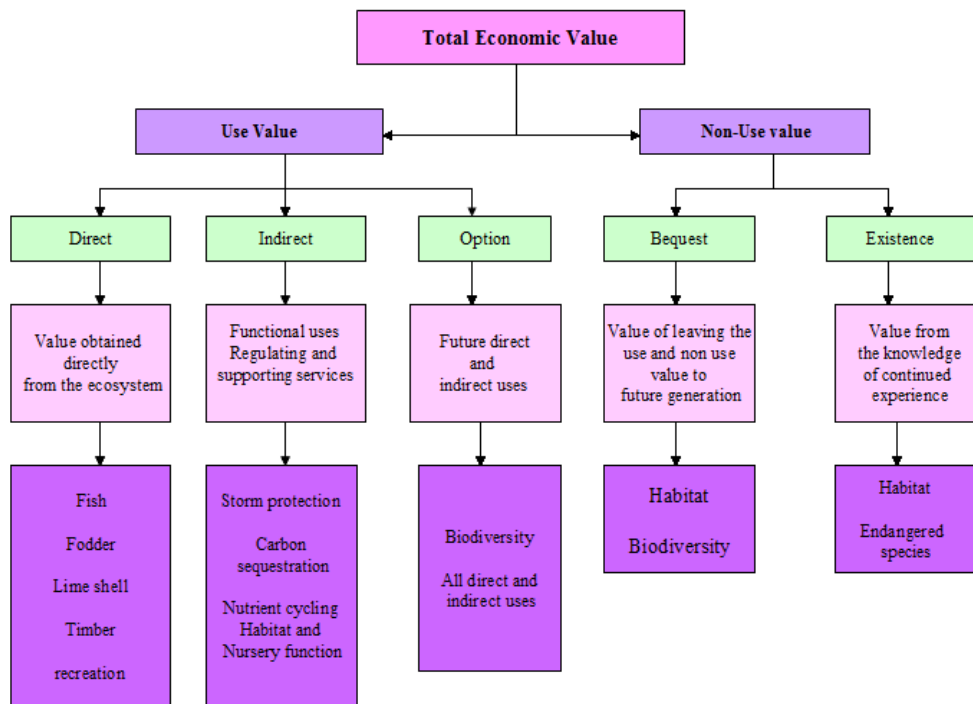 Total Economic Value
Use Value
Non-Use value
Direct
Indirect
Option
Bequest
Existence
Value obtained
directly
from the ecosystem
Functional uses
Regulating and
supporting services
Future direct
and
indirect uses
Value of leaving the
use and non use
value to
future generation
Value from
the knowledge
of continued
experience
Fish
Fodder
Lime shell
Timber
recreation
Storm protection
Carbon
sequestration
Nutrient cycling
Habitat and
Nursery function
Biodiversity
All direct and
indirect uses
Habitat
Biodiversity
Habitat
Endangered
species